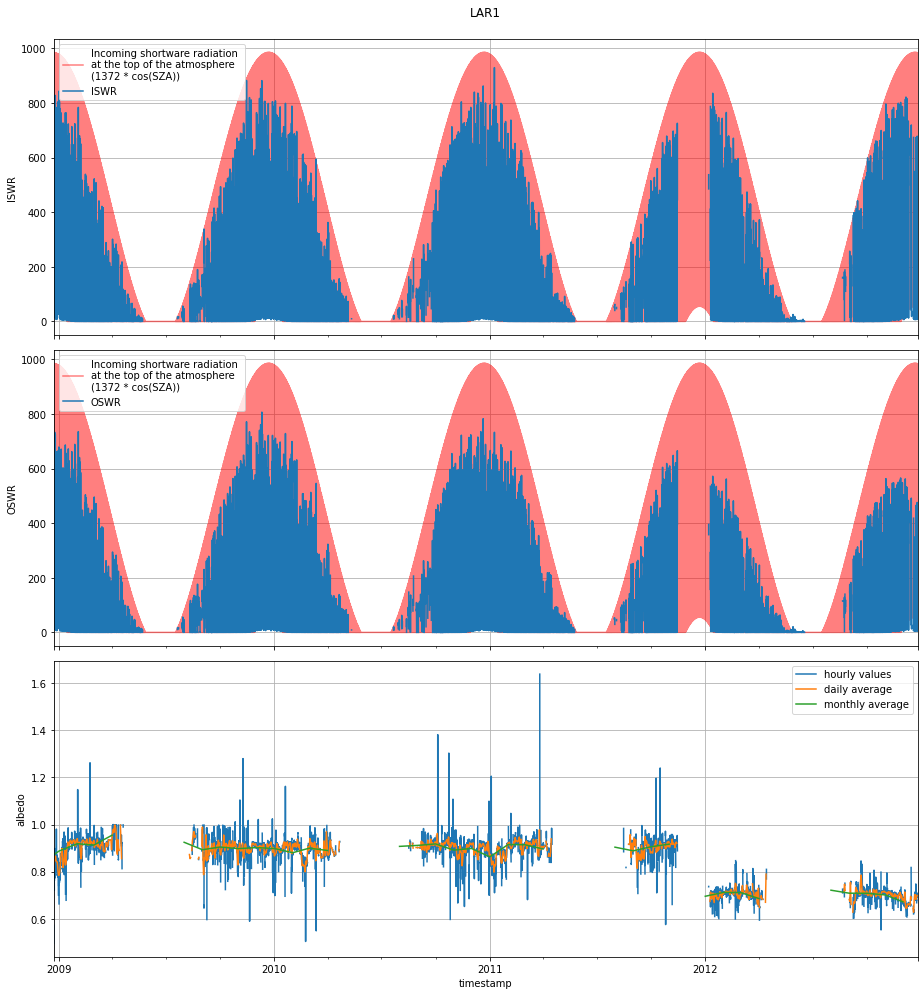 LAR1
1000
800
600
400
200
0
ISWR
Incoming shortware radiation
at the top of the atmosphere
(1372 * cos(SZA))
ISWR
1000
800
600
400
200
0
OSWR
Incoming shortware radiation
at the top of the atmosphere
(1372 * cos(SZA))
OSWR
1.6
1.4
1.2
1.0
0.8
0.6
albedo
hourly values
daily average
monthly average
2009
2010
2011
2012
timestamp